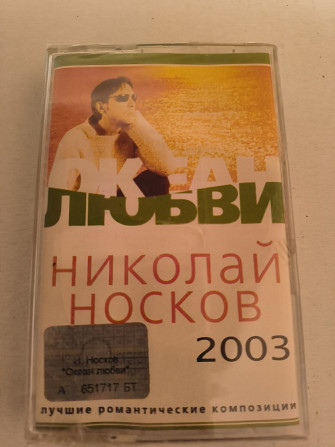 ОКЕАН
ЛЮБВИ
НИКОЛАЙ
НОСКОВ
2003
Н. Носков
"Океан любви"
А 651717 БТ
лучшие романтические композиции